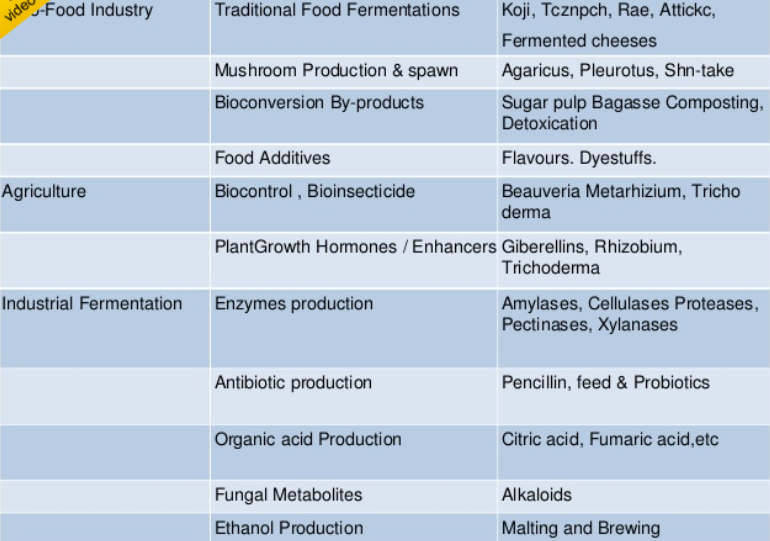 video
-Food Industry Traditional Food Fermentations Koji, Tcznpch, Rae, Attickc,
Fermented cheeses
Mushroom Production & spawn Agaricus, Pleurotus, Shn-take
Bioconversion By-products Sugar pulp Bagasse Composting,
Detoxication
Food Additives Flavours. Dyestuffs.
Agriculture Biocontrol , Bioinsecticide Beauveria Metarhizium, Tricho
derma
PlantGrowth Hormones / Enhancers Giberellins, Rhizobium,
Trichoderma
Industrial Fermentation Enzymes production Amylases, Cellulases Proteases,
Pectinases, Xylanases
Antibiotic production Pencillin, feed & Probiotics
Organic acid Production Citric acid, Fumaric acid,etc
Fungal Metabolites Alkaloids
Ethanol Production Malting and Brewing